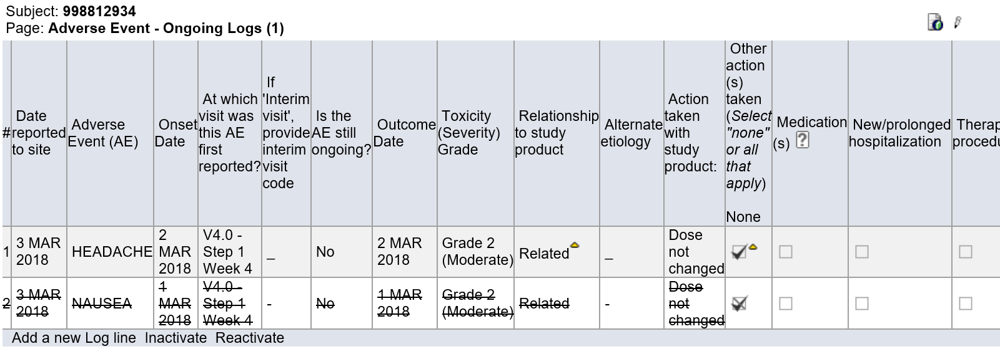 Subject: 998812934
Page: Adverse Event - Ongoing Logs (1)
#
Date
reported
to site
Adverse
Event (AE)
Onset
Date
At which
visit was
this AE
first
reported?
If
'Interim
visit',
provide
interim
visit
code
Is the
AE still
ongoing?
Outcome
Date
Toxicity
(Severity)
Grade
Relationship
to study
product
Alternate
etiology
Action
taken
with
study
product:
Other
action
(s)
taken
(Select
"none"
or all
that
apply)
None
Medication
(s) ?
New/prolonged
hospitalization
Therap
procedu
1
3 MAR
2018
HEADACHE
2
MAR
2018
V4.0 -
Step 1
Week 4
_
No
2 MAR
2018
Grade 2
(Moderate)
Related
_
Dose
not
changed
2
3 MAR
2018
NAUSEA
1
MAR
2018
V4.0 -
Step 1
Week 4
-
No
1 MAR
2018
Grade 2
(Moderate)
Related
-
Dose
not
changed
Add a new Log line Inactivate Reactivate